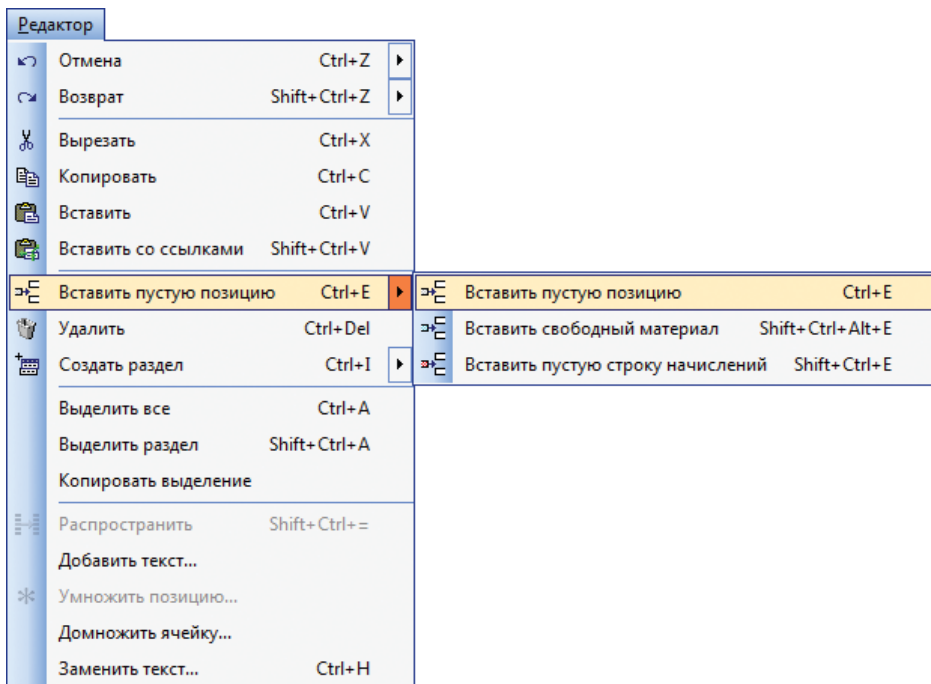 Редактор
Отмена Ctrl+Z
Возврат Shift+Ctrl+Z
Вырезать Ctrl+X
Копировать Ctrl+C
Вставить Ctrl+V
Вставить со ссылками Shift+Ctrl+V
Вставить пустую позицию Ctrl+E
Удалить Ctrl+Del
Создать раздел Ctrl+I
Выделить все Ctrl+A
Выделить раздел Shift+Ctrl+A
Копировать выделение
Распространить Shift+Ctrl+=
Добавить текст...
Умножить позицию...
Домножить ячейку...
Заменить текст... Ctrl+H
Вставить пустую позицию Ctrl+E
Вставить свободный материал Shift+Ctrl+Alt+E
Вставить пустую строку начислений Shift+Ctrl+E